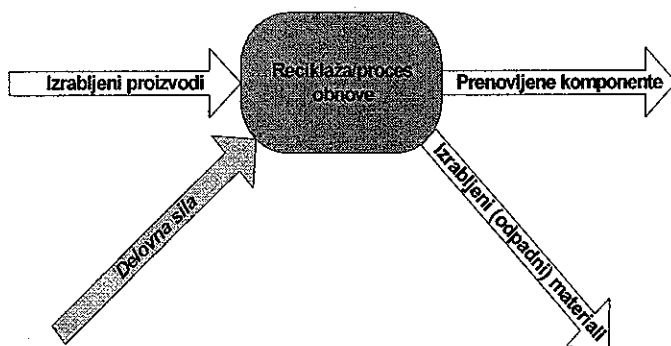 Izrabljeni proizvodi
Reciklaža/proces
obnove
Prenovljene komponente
Delovna sila
Izrabljeni (odpadni) materiali